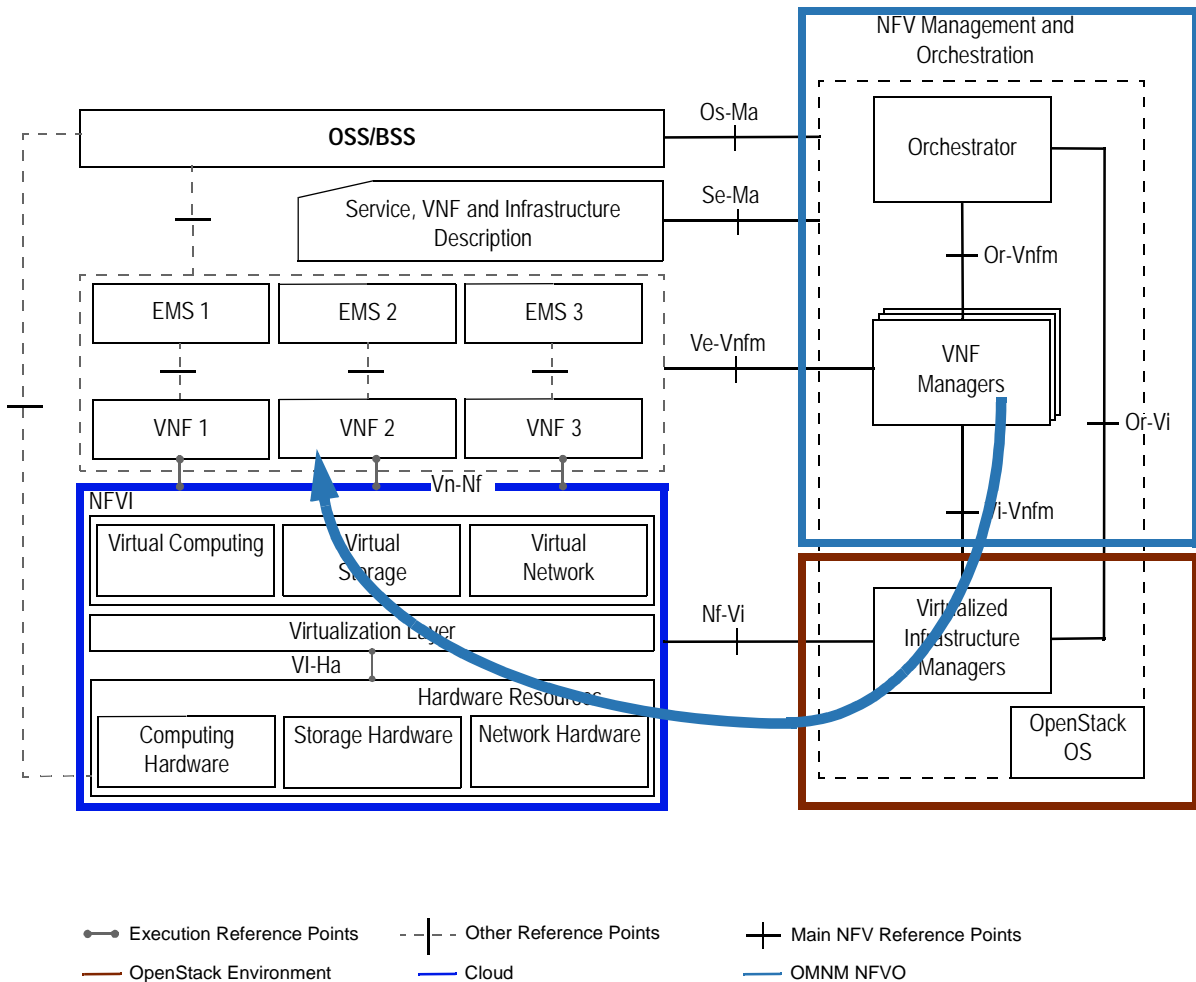 NFV Management and
Orchestration
Os-Ma
OSS/BSS
Orchestrator
Se-Ma
Service, VNF and Infrastructure
Description
Or-Vnfm
EMS 1
EMS 2
EMS 3
Ve-Vnfm
VNF
Managers
VNF 1
VNF 2
VNF 3
Or-Vi
Vn-Nf
NFVI
Vi-Vnfm
Virtual Computing
Virtual
Storage
Virtual
Network
Nf-Vi
Virtualized
Infrastructure
Managers
Virtualization Layer
VI-Ha
Hardware Resources
Computing
Hardware
Storage Hardware
Network Hardware
OpenStack
OS
Execution Reference Points
Other Reference Points
Main NFV Reference Points
OpenStack Environment
Cloud
OMNM NFVO